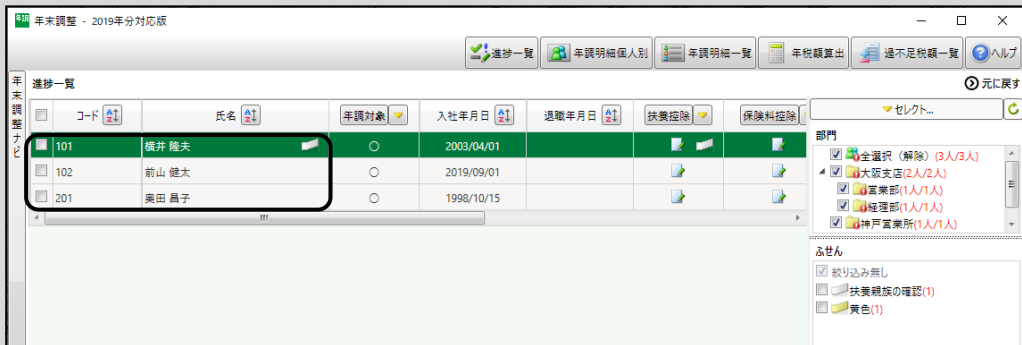 年調 年末調整 - 2019年分対応版
進捗一覧 年調明細個人別 年調明細一覧 年税額算出 過不足税額一覧 ヘルプ
年末調整ナビ
進捗一覧 元に戻す
コード 氏名 年調対象 入社年月日 退職年月日 扶養控除 保険料控除
101 横井 隆夫 ○ 2003/04/01
102 前山 健太 ○ 2019/09/01
201 奥田 昌子 ○ 1998/10/15
セレクト...
部門
全選択（解除）(3人/3人)
大阪支店(2人/2人)
営業部(1人/1人)
経理部(1人/1人)
神戸営業所(1人/1人)
ふせん
絞り込み無し
扶養親族の確認(1)
黄色(1)